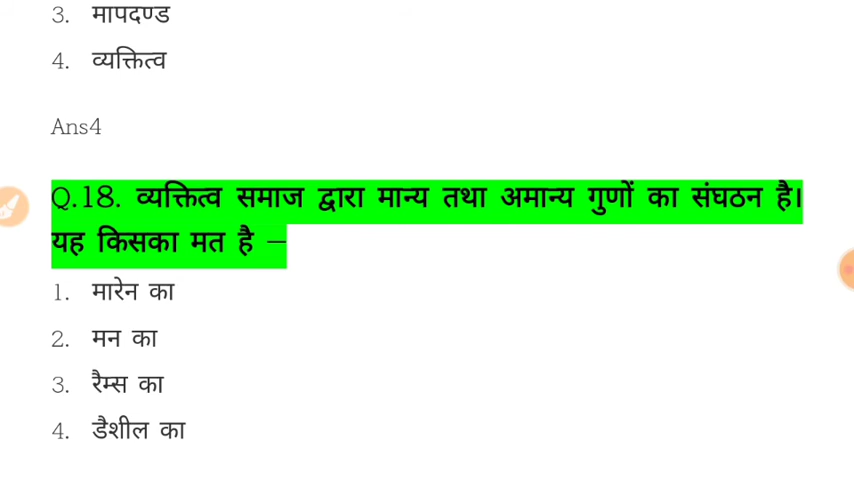 3. मापदण्ड
4. व्यक्तित्व
Ans4
Q.18. व्यक्तित्व समाज द्वारा मान्य तथा अमान्य गुणों का संघठन है।
यह किसका मत है –
1. मारेन का
2. मन का
3. रैम्स का
4. डैशील का